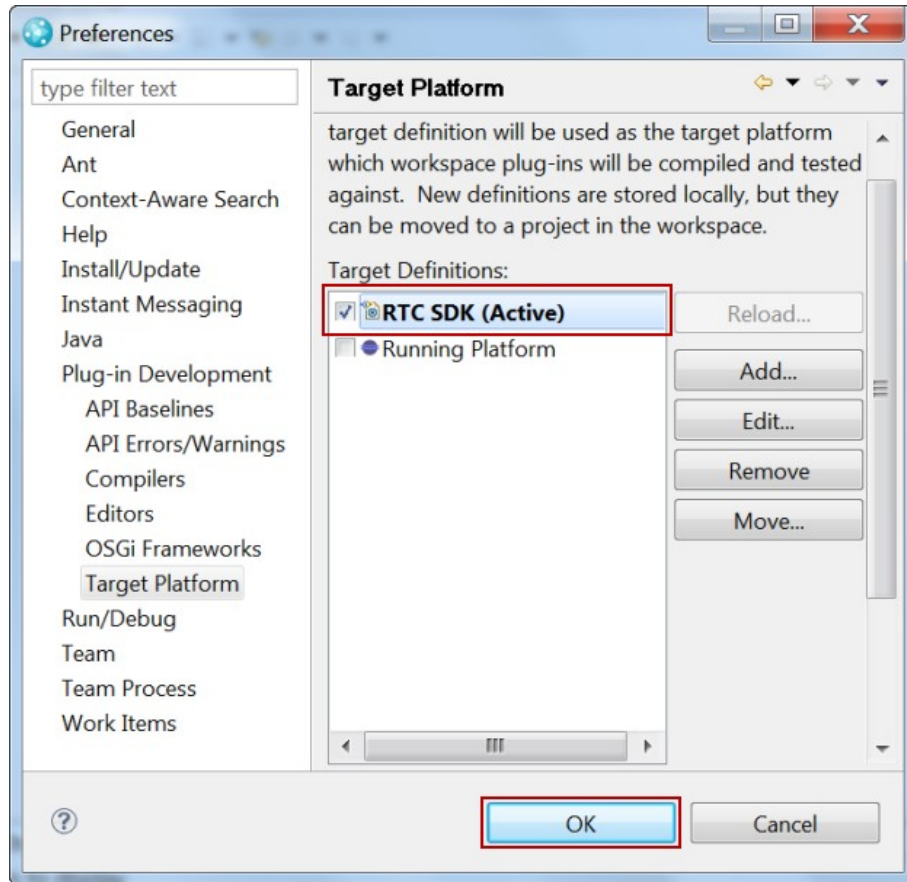 Preferences
type filter text
General
Ant
Context-Aware Search
Help
Install/Update
Instant Messaging
Java
Plug-in Development
API Baselines
API Errors/Warnings
Compilers
Editors
OSGi Frameworks
Target Platform
Run/Debug
Team
Team Process
Work Items
Target Platform
target definition will be used as the target platform
which workspace plug-ins will be compiled and tested
against.  New definitions are stored locally, but they
can be moved to a project in the workspace.
Target Definitions:
RTC SDK (Active)
Running Platform
Reload...
Add...
Edit...
Remove
Move...
OK
Cancel